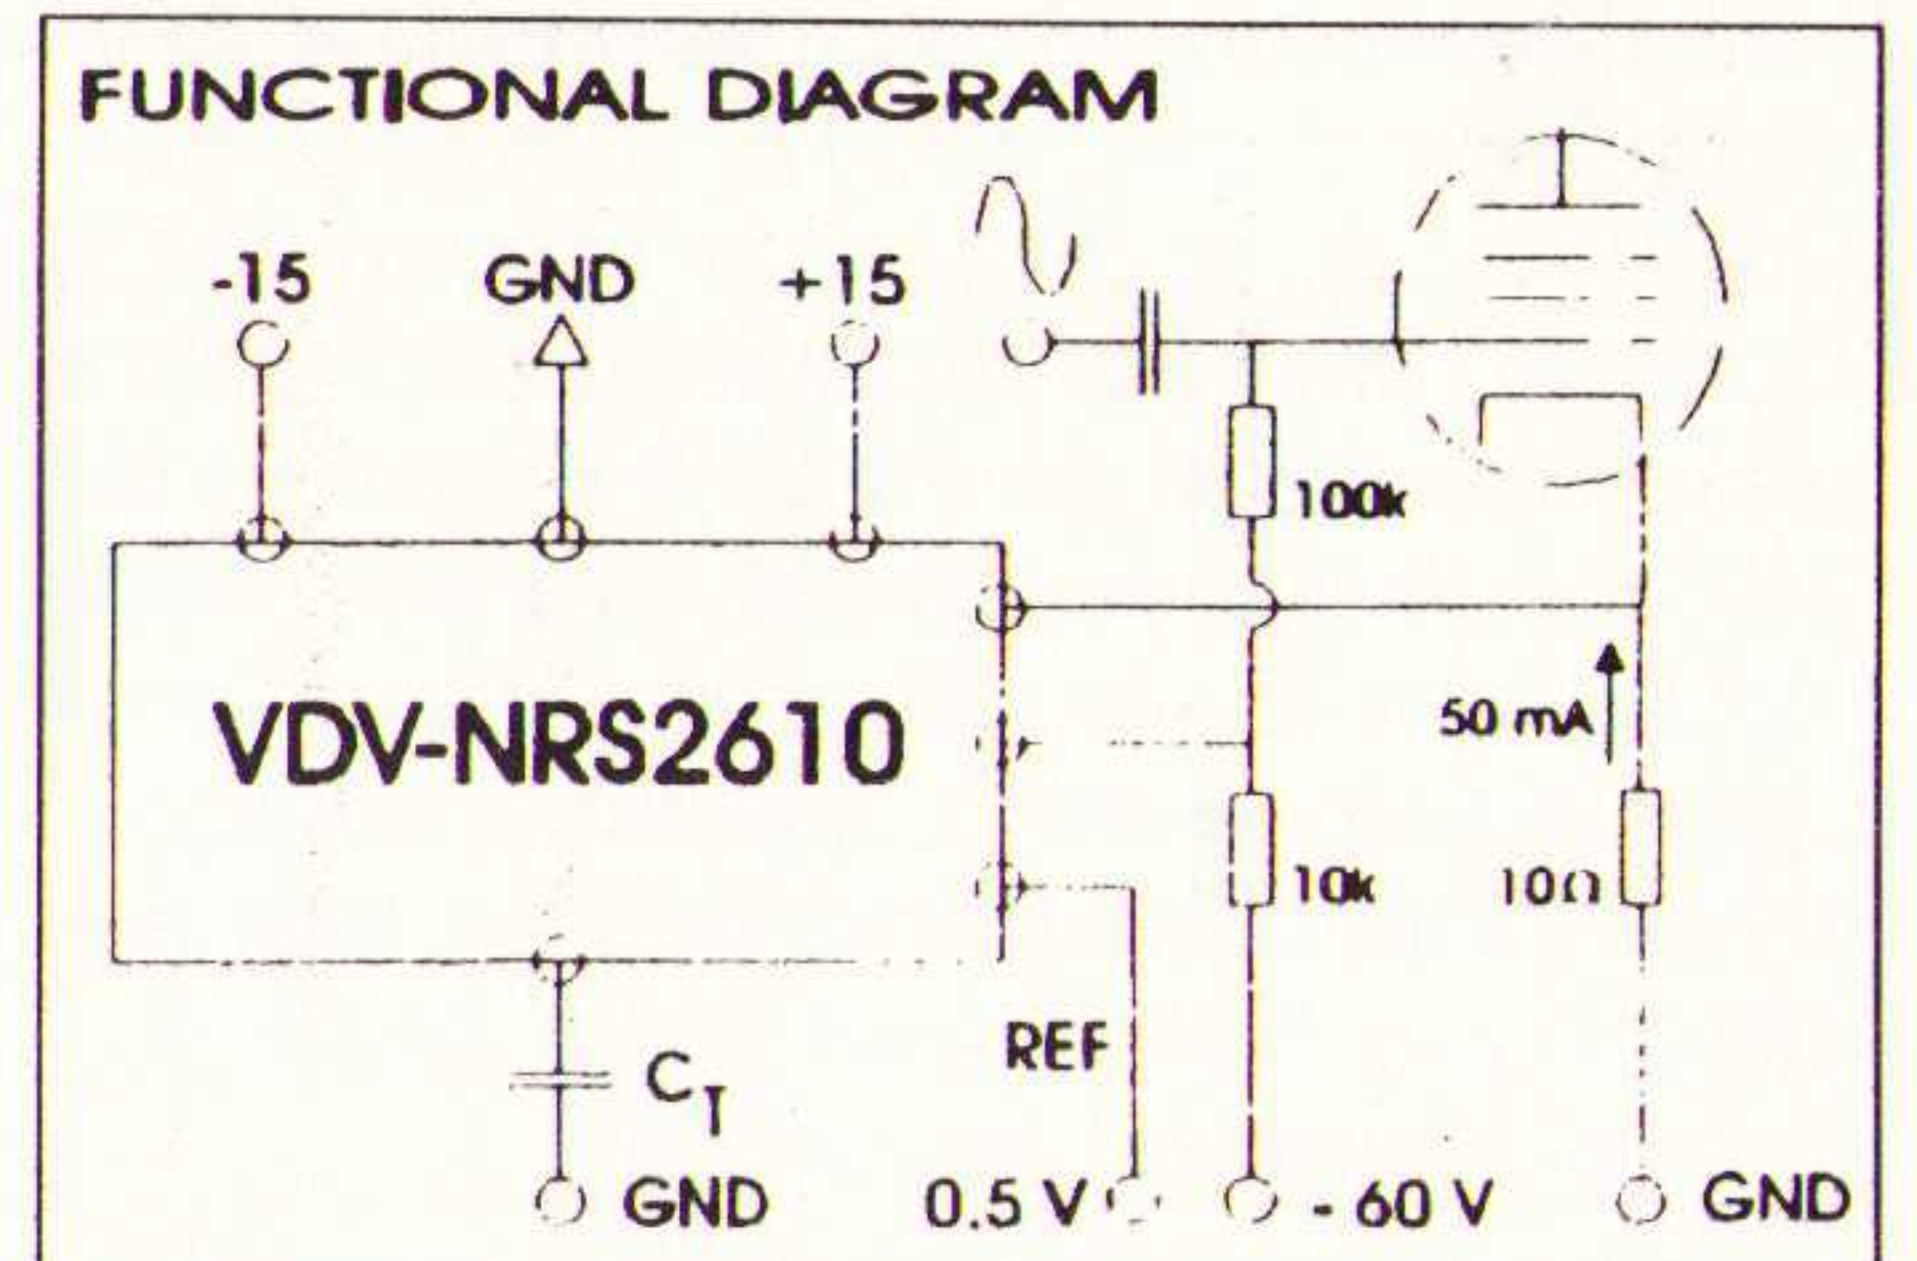 FUNCTIONAL DIAGRAM
-15
GND
+15
100k
VDV-NRS2610
50 mA
10k
10Ω
REF
CT
GND
0.5 V
- 60 V
GND